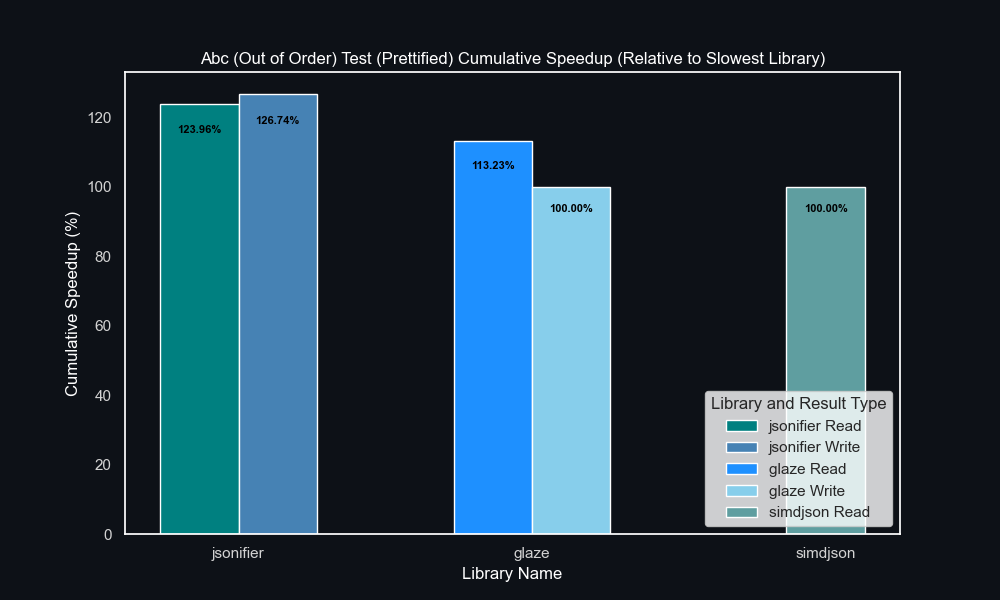 Abc (Out of Order) Test (Prettified) Cumulative Speedup (Relative to Slowest Library)
Cumulative Speedup (%)
120
100
80
60
40
20
0
123.96%
126.74%
113.23%
100.00%
100.00%
Library and Result Type
jsonifier Read
jsonifier Write
glaze Read
glaze Write
simdjson Read
jsonifier
glaze
simdjson
Library Name